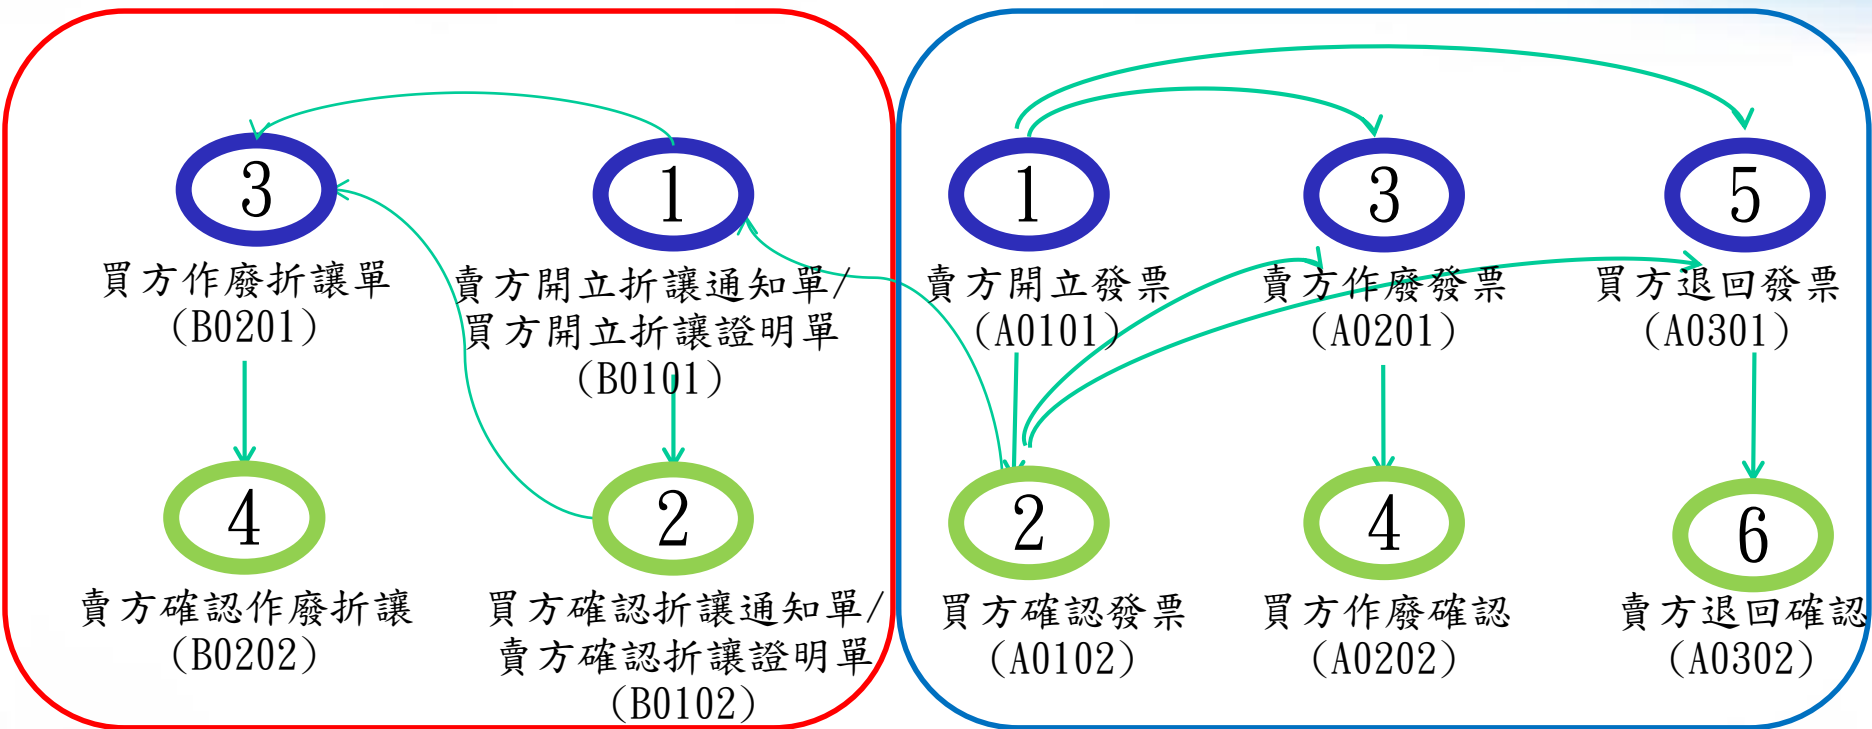 3
買方作廢折讓單
(B0201)
1
賣方開立折讓通知單/
買方開立折讓證明單
(B0101)
4
賣方確認作廢折讓
(B0202)
2
買方確認折讓通知單/
賣方確認折讓證明單
(B0102)
1
賣方開立發票
(A0101)
3
賣方作廢發票
(A0201)
5
買方退回發票
(A0301)
2
買方確認發票
(A0102)
4
買方作廢確認
(A0202)
6
賣方退回確認
(A0302)